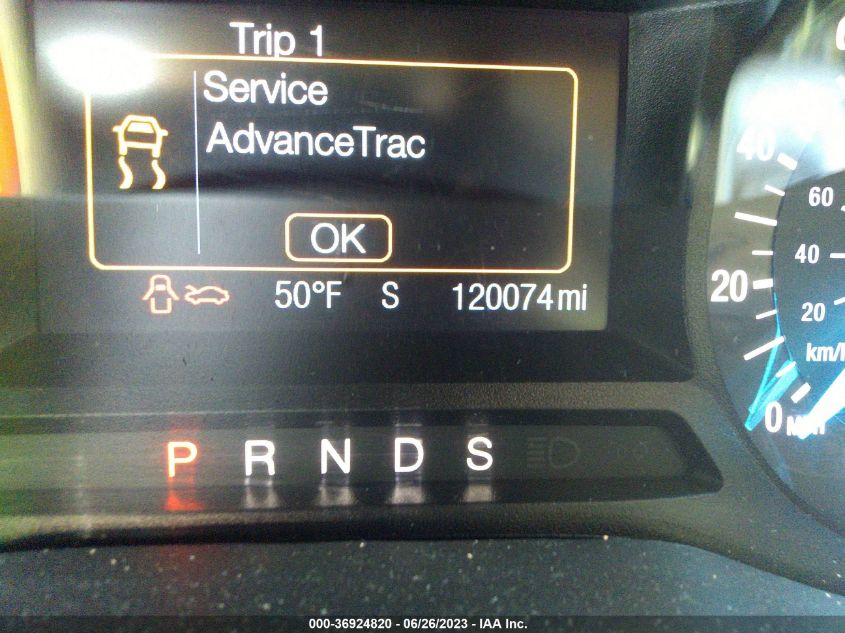 Trip 1
Service
AdvanceTrac
OK
50°F S 120074 mi
P R N D S
40
20
0
60
40
20
km/h
000-36924820 - 06/26/2023 - IAA Inc.